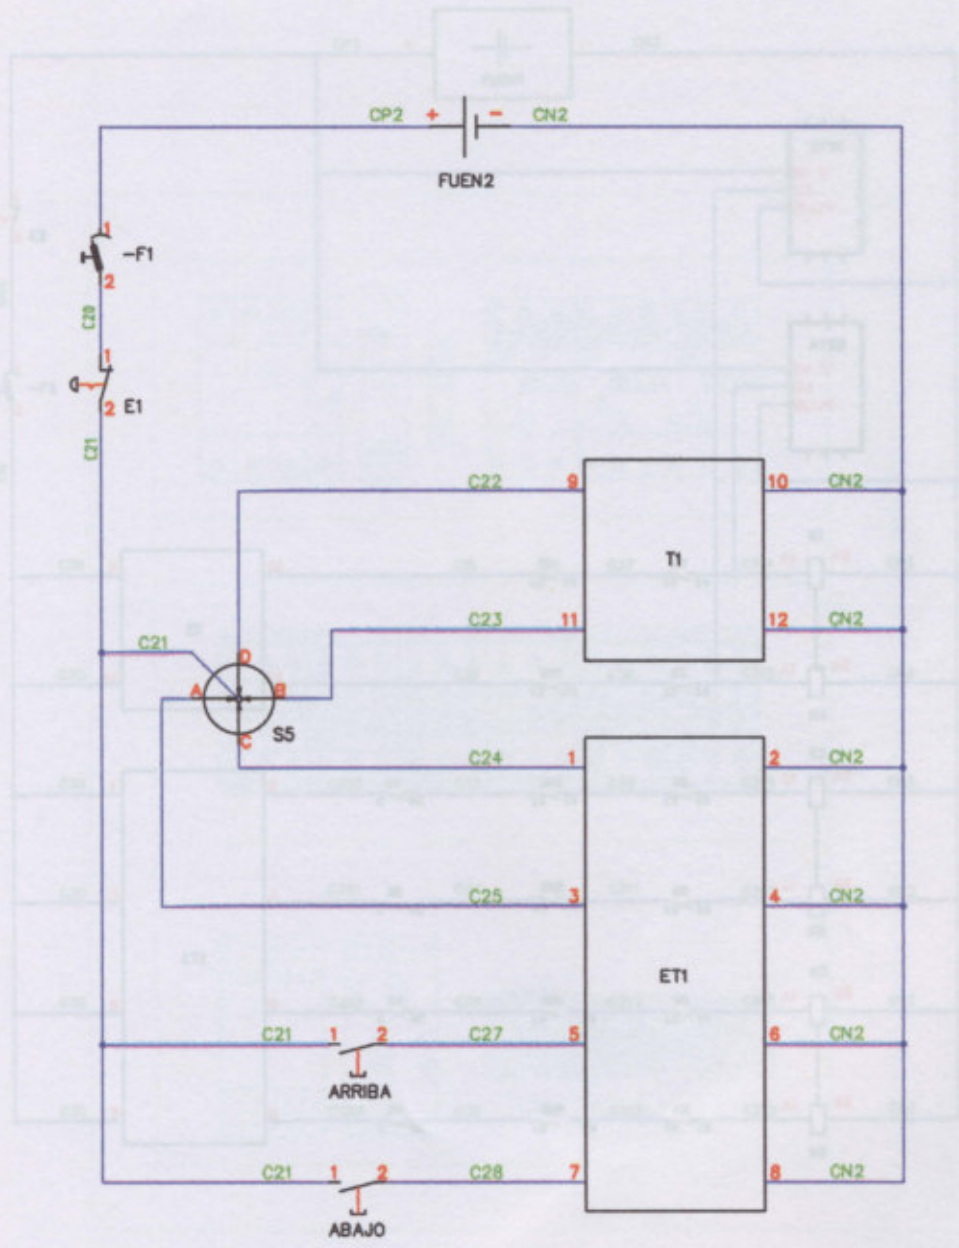 CP2 + - CN2
FUEN2
1
-F1
2
C20
1
E1
2
C21
C22 9 10 CN2
T1
C23 11 12 CN2
C21
D
A B
S5
C
C24 1 2 CN2
C25 3 4 CN2
ET1
C21 1 2 C27 5 6 CN2
ARRIBA
C21 1 2 C28 7 8 CN2
ABAJO